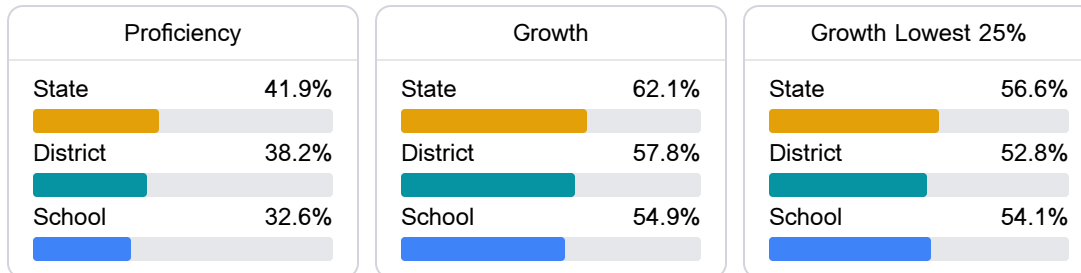 Proficiency
State 41.9%
District 38.2%
School 32.6%
Growth
State 62.1%
District 57.8%
School 54.9%
Growth Lowest 25%
State 56.6%
District 52.8%
School 54.1%